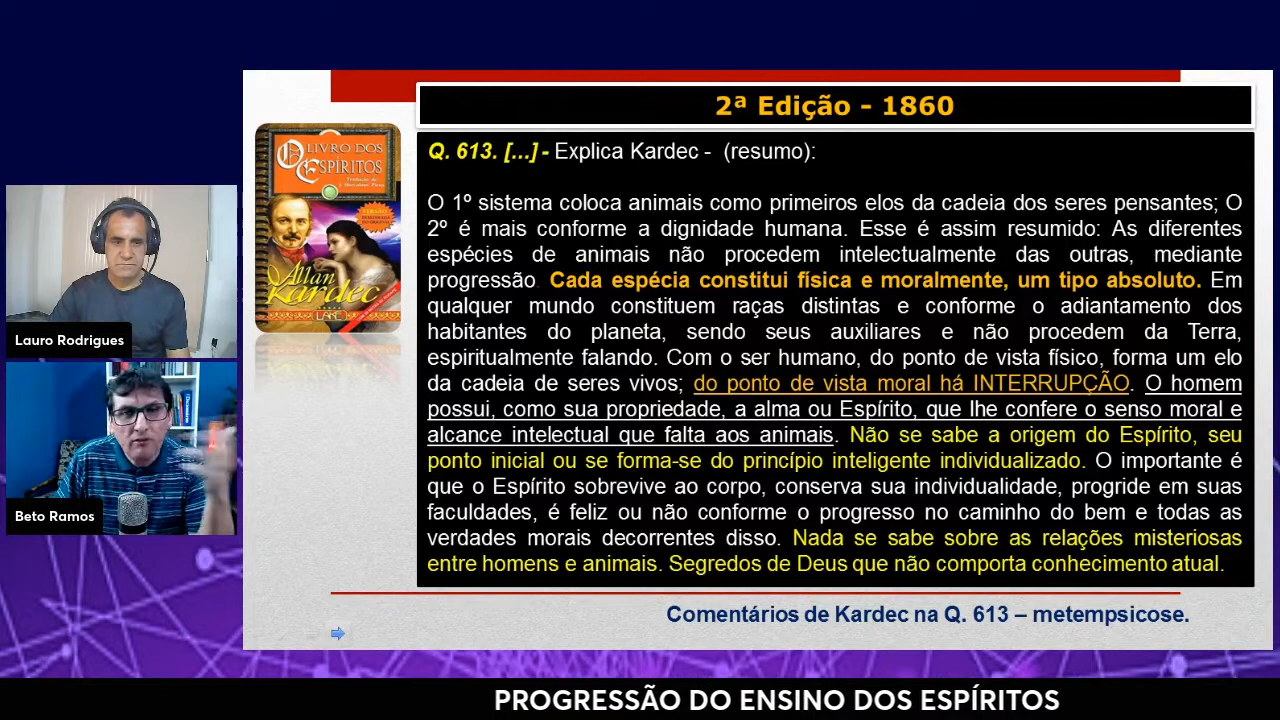 2ª Edição - 1860
Q. 613. [...] - Explica Kardec - (resumo):
O 1º sistema coloca animais como primeiros elos da cadeia dos seres pensantes; O
2º é mais conforme a dignidade humana. Esse é assim resumido: As diferentes
espécies de animais não procedem intelectualmente das outras, mediante
progressão. Cada espécia constitui física e moralmente, um tipo absoluto. Em
qualquer mundo constituem raças distintas e conforme o adiantamento dos
habitantes do planeta, sendo seus auxiliares e não procedem da Terra,
espiritualmente falando. Com o ser humano, do ponto de vista físico, forma um elo
da cadeia de seres vivos; do ponto de vista moral há INTERRUPÇÃO. O homem
possui, como sua propriedade, a alma ou Espírito, que lhe confere o senso moral e
alcance intelectual que falta aos animais. Não se sabe a origem do Espírito, seu
ponto inicial ou se forma-se do princípio inteligente individualizado. O importante é
que o Espírito sobrevive ao corpo, conserva sua individualidade, progride em suas
faculdades, é feliz ou não conforme o progresso no caminho do bem e todas as
verdades morais decorrentes disso. Nada se sabe sobre as relações misteriosas
entre homens e animais. Segredos de Deus que não comporta conhecimento atual.
Comentários de Kardec na Q. 613 – metempsicose.
O LIVRO DOS
ESPÍRITOS
Allan
Kardec
LAKE
Lauro Rodrigues
Beto Ramos
PROGRESSÃO DO ENSINO DOS ESPÍRITOS